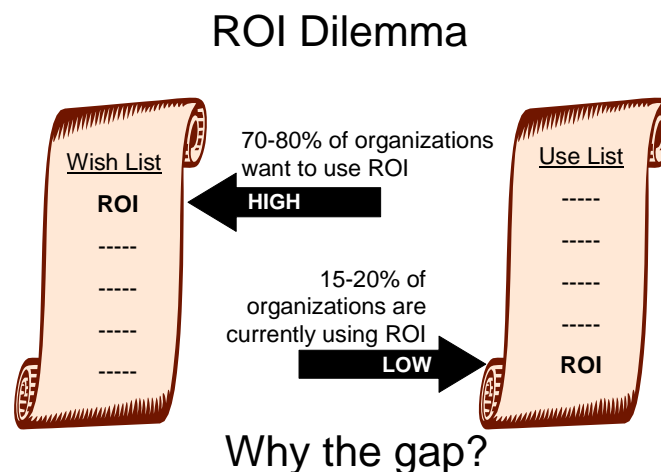 ROI Dilemma
Wish List
ROI
-----
-----
-----
-----
70-80% of organizations
want to use ROI
HIGH
15-20% of
organizations are
currently using ROI
LOW
Use List
-----
-----
-----
-----
ROI
Why the gap?